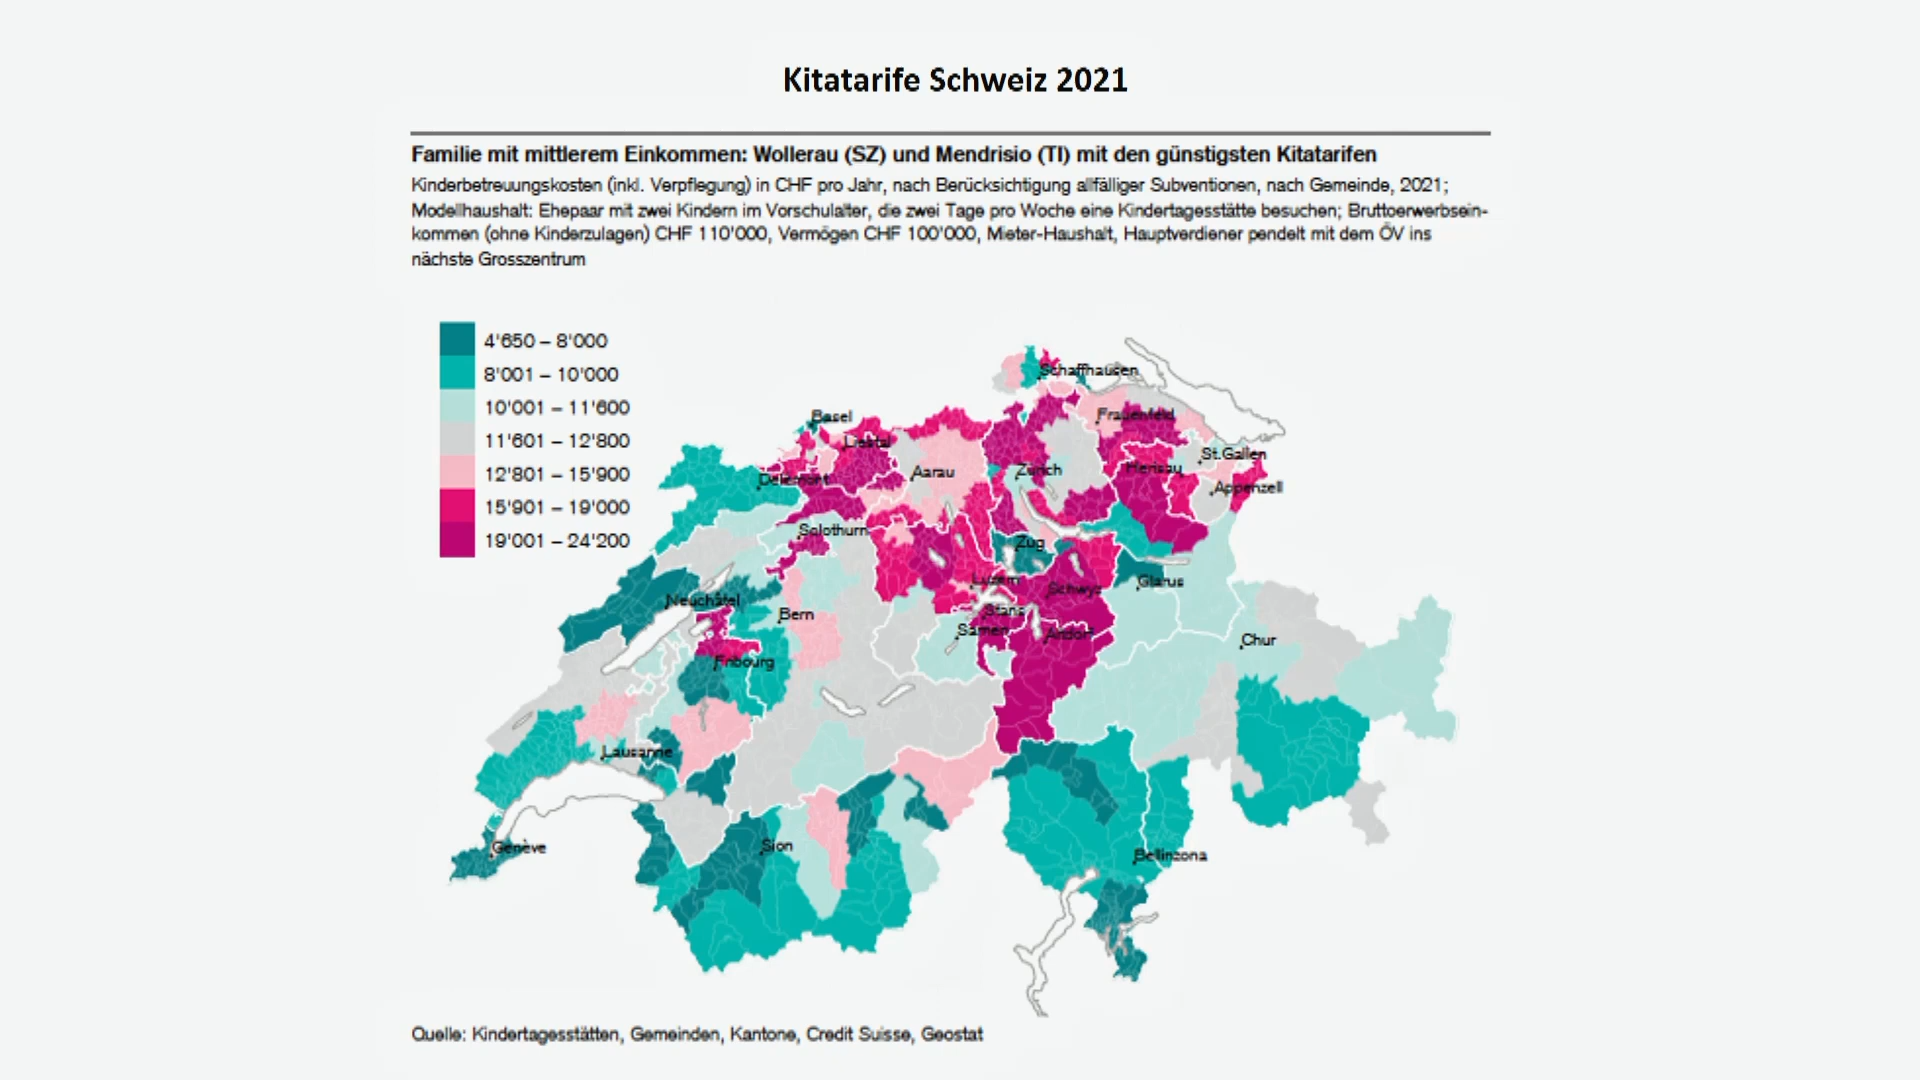 Kitatarife Schweiz 2021
Familie mit mittlerem Einkommen: Wollerau (SZ) und Mendrisio (TI) mit den günstigsten Kitatarifen
Kinderbetreuungskosten (inkl. Verpflegung) in CHF pro Jahr, nach Berücksichtigung allfälliger Subventionen, nach Gemeinde, 2021;
Modellhaushalt: Ehepaar mit zwei Kindern im Vorschulalter, die zwei Tage pro Woche eine Kindertagesstätte besuchen; Bruttoerwerbsein-
kommen (ohne Kinderzulagen) CHF 110'000, Vermögen CHF 100'000, Mieter-Haushalt, Hauptverdiener pendelt mit dem ÖV ins
nächste Grosszentrum
4'650 – 8'000
8'001 – 10'000
10'001 – 11'600
11'601 – 12'800
12'801 – 15'900
15'901 – 19'000
19'001 – 24'200
Schaffhausen
Basel
Frauenfeld
Liestal
St.Gallen
Aarau
Zürich
Herisau
Delémont
Appenzell
Solothurn
Zug
Luzern
Glarus
Schwyz
Neuchâtel
Stans
Bern
Sarnen
Altdorf
Chur
Fribourg
Lausanne
Sion
Genève
Bellinzona
Quelle: Kindertagesstätten, Gemeinden, Kantone, Credit Suisse, Geostat